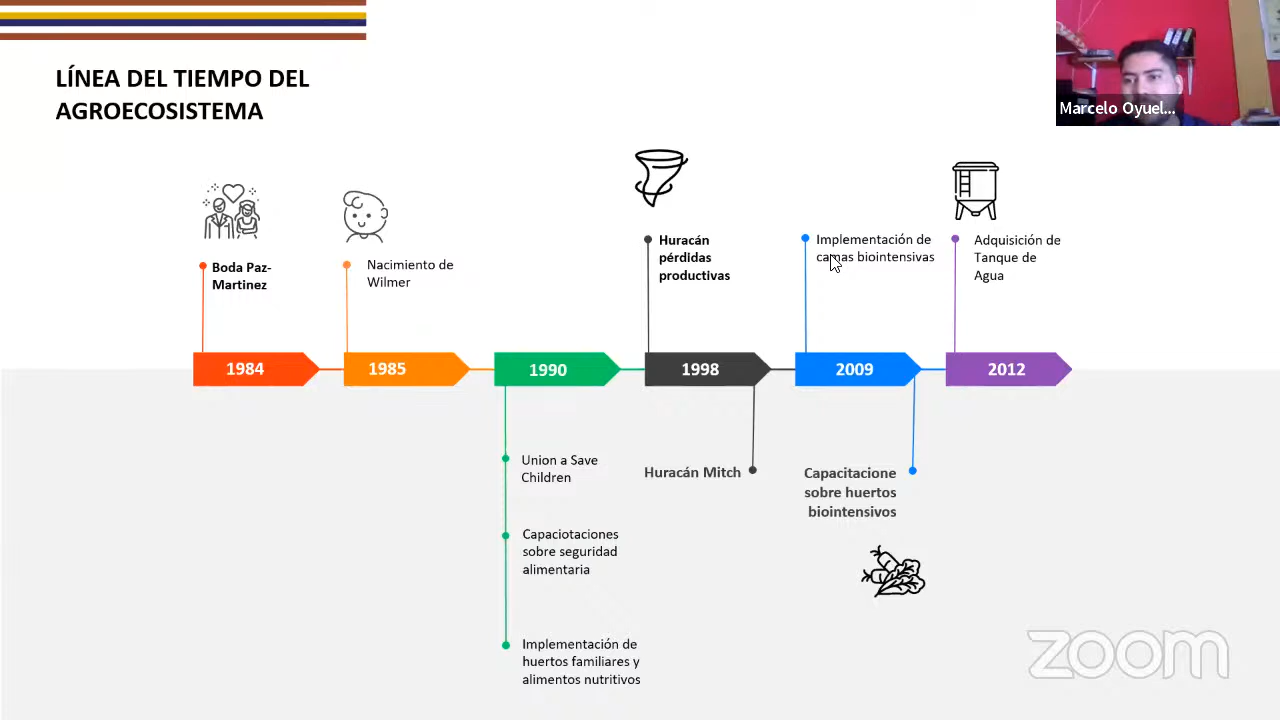 LÍNEA DEL TIEMPO DEL
AGROECOSISTEMA
Marcelo Oyuel...
Boda Paz-
Martinez
Nacimiento de
Wilmer
Huracán
pérdidas
productivas
Implementación de
camas biointensivas
Adquisición de
Tanque de
Agua
1984
1985
1990
1998
2009
2012
Union a Save
Children
Capaciotaciones
sobre seguridad
alimentaria
Implementación de
huertos familiares y
alimentos nutritivos
Huracán Mitch
Capacitacione
sobre huertos
biointensivos
zoom